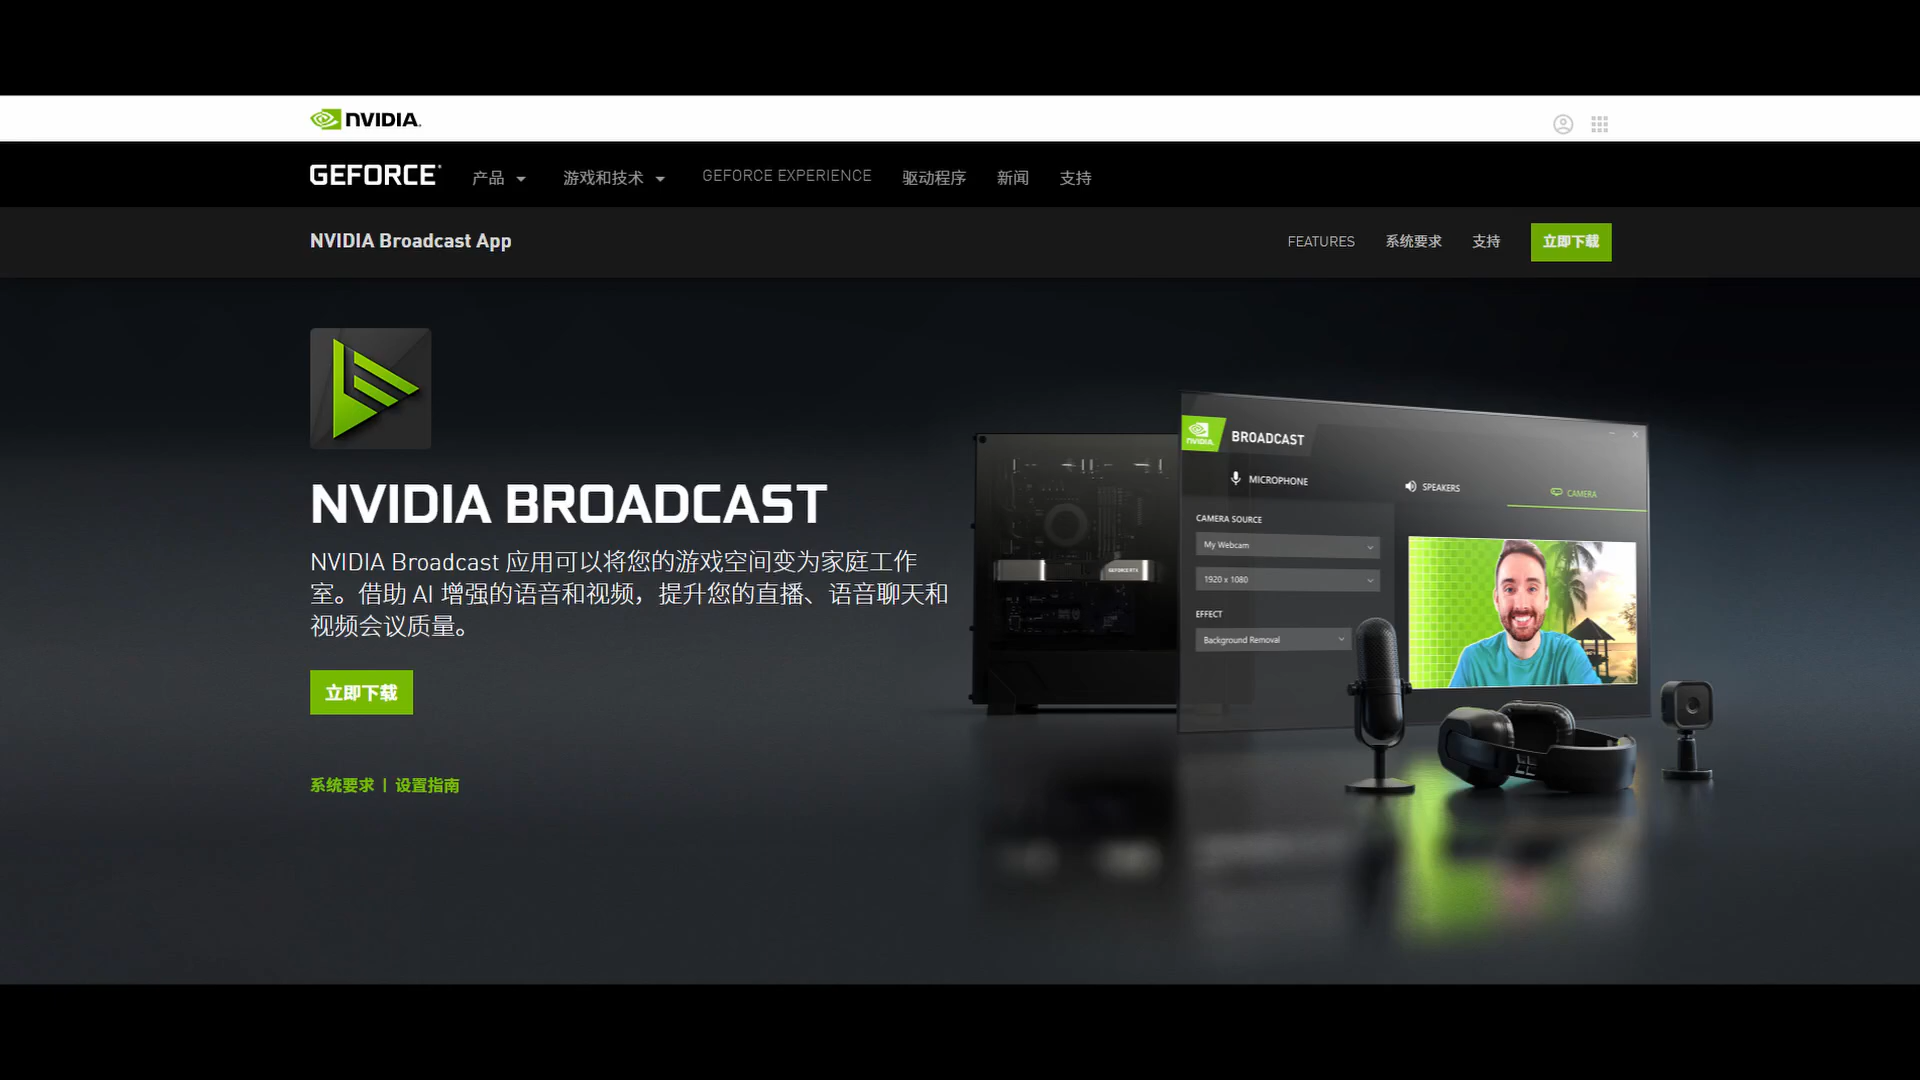 NVIDIA.
GEFORCE 产品 游戏和技术 GEFORCE EXPERIENCE 驱动程序 新闻 支持
NVIDIA Broadcast App FEATURES 系统要求 支持 立即下载
NVIDIA BROADCAST
NVIDIA Broadcast 应用可以将您的游戏空间变为家庭工作
室。借助 AI 增强的语音和视频，提升您的直播、语音聊天和
视频会议质量。
立即下载
系统要求 | 设置指南
NVIDIA. BROADCAST
MICROPHONE SPEAKERS CAMERA
CAMERA SOURCE
My Webcam
1920 x 1080
EFFECT
Background Removal
GEFORCE RTX